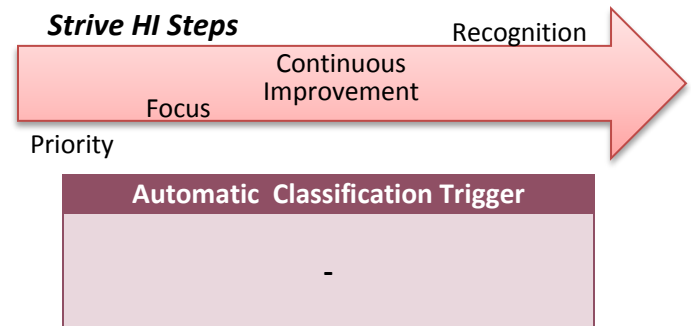 Strive HI Steps
Recognition
Continuous
Improvement
Focus
Priority
Automatic Classification Trigger
-